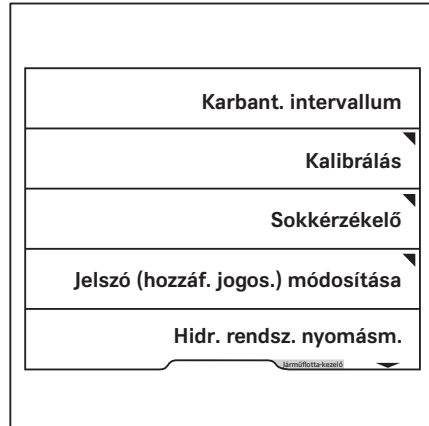 Karbant. intervallum
Kalibrálás
Sokkérzékelő
Jelszó (hozzáf. jogos.) módosítása
Hidr. rendsz. nyomásm.
Járműflotta-kezelő